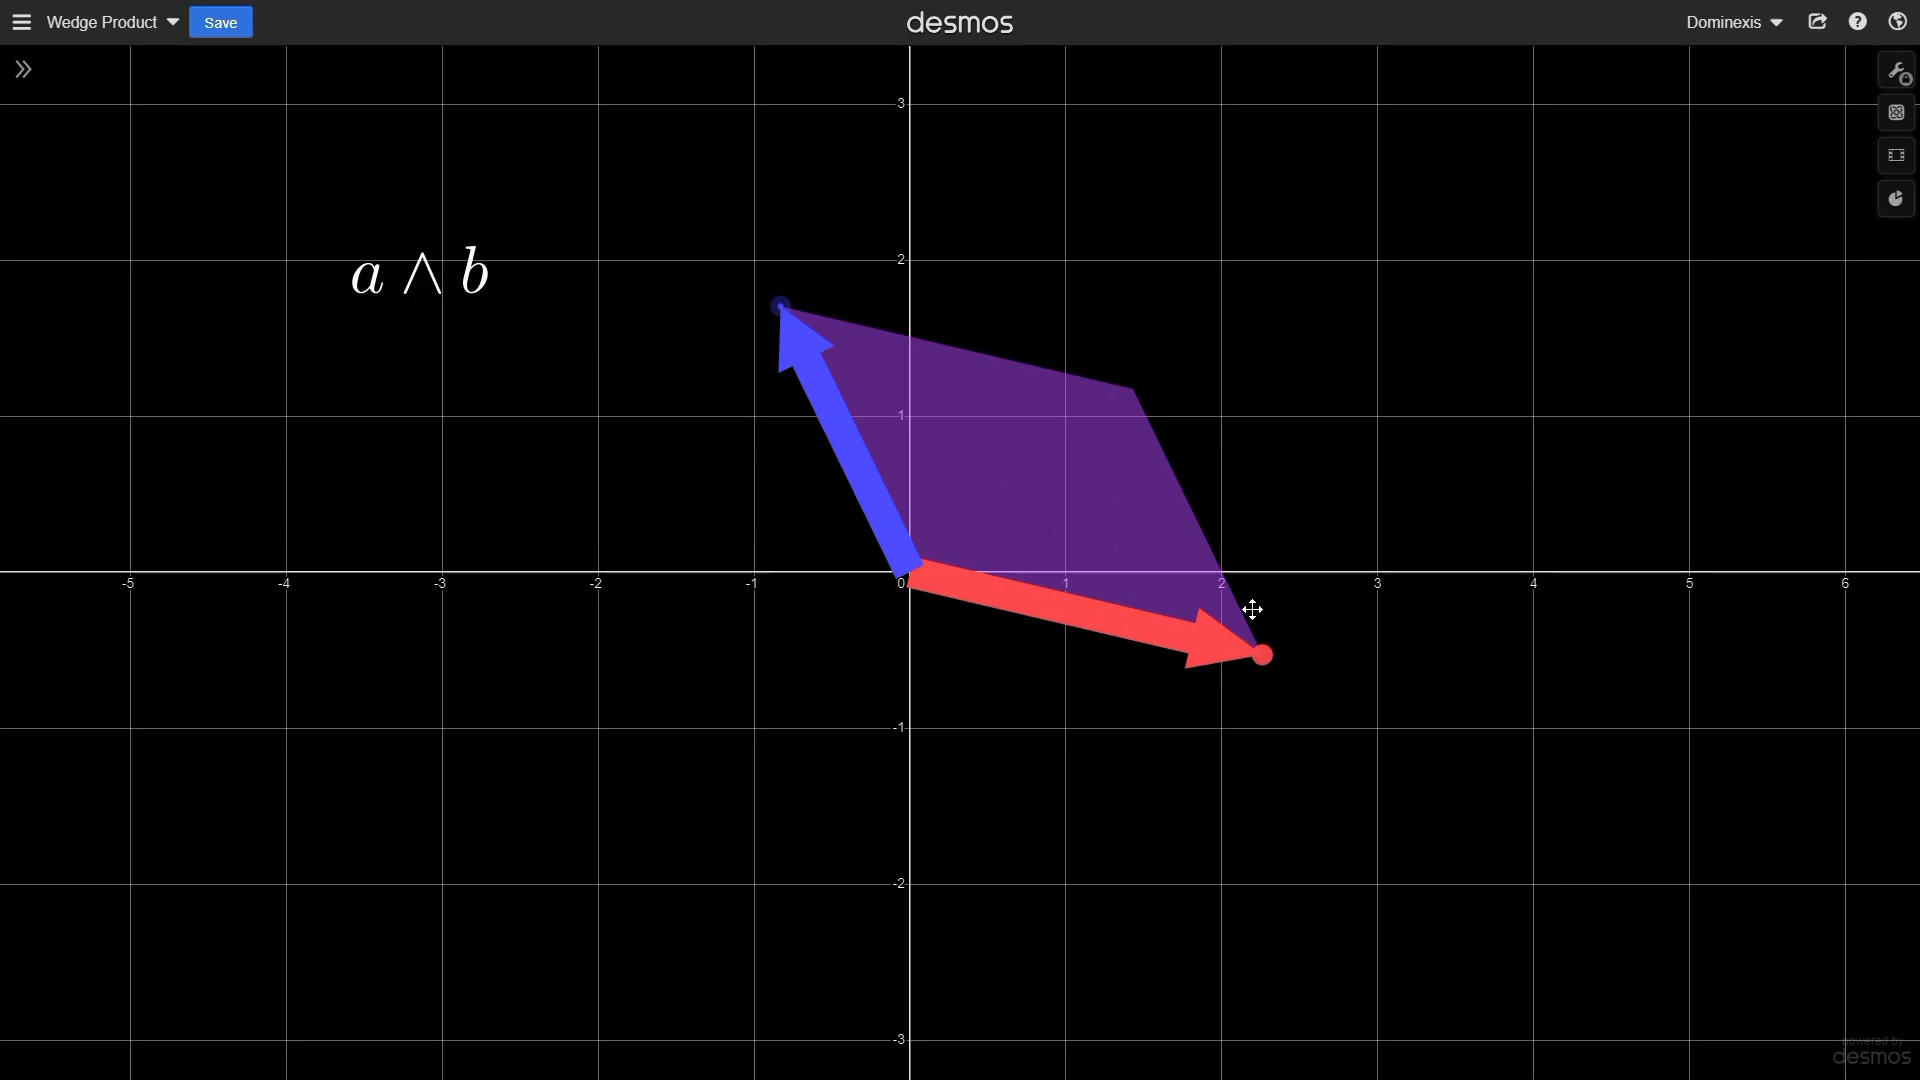 Wedge Product Save desmos Dominexis
3
a ∧ b
2
1
-5 -4 -3 -2 -1 0 1 2 3 4 5 6
-1
-2
-3
powered by
desmos